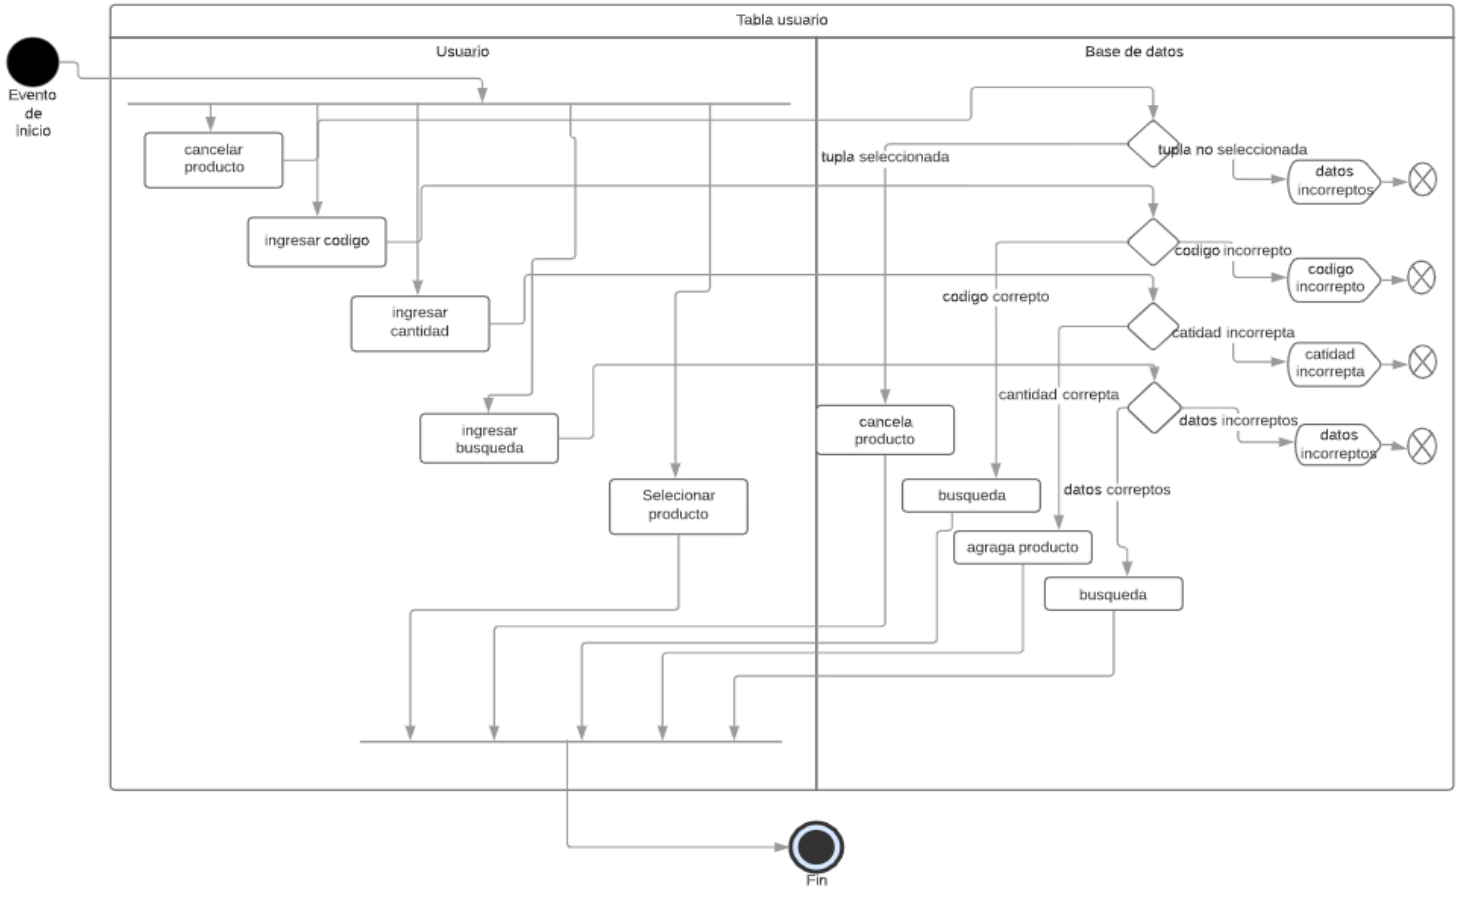 Tabla usuario
Usuario
Base de datos
Evento
de
inicio
cancelar
producto
tupla seleccionada
tupla no seleccionada
datos
incorreptos
ingresar codigo
codigo incorrepto
codigo
incorrepto
codigo correpto
ingresar
cantidad
catidad incorrepta
catidad
incorrepta
cantidad correpta
ingresar
busqueda
cancela
producto
datos incorreptos
datos
incorreptos
Selecionar
producto
busqueda
datos correptos
agraga producto
busqueda
Fin